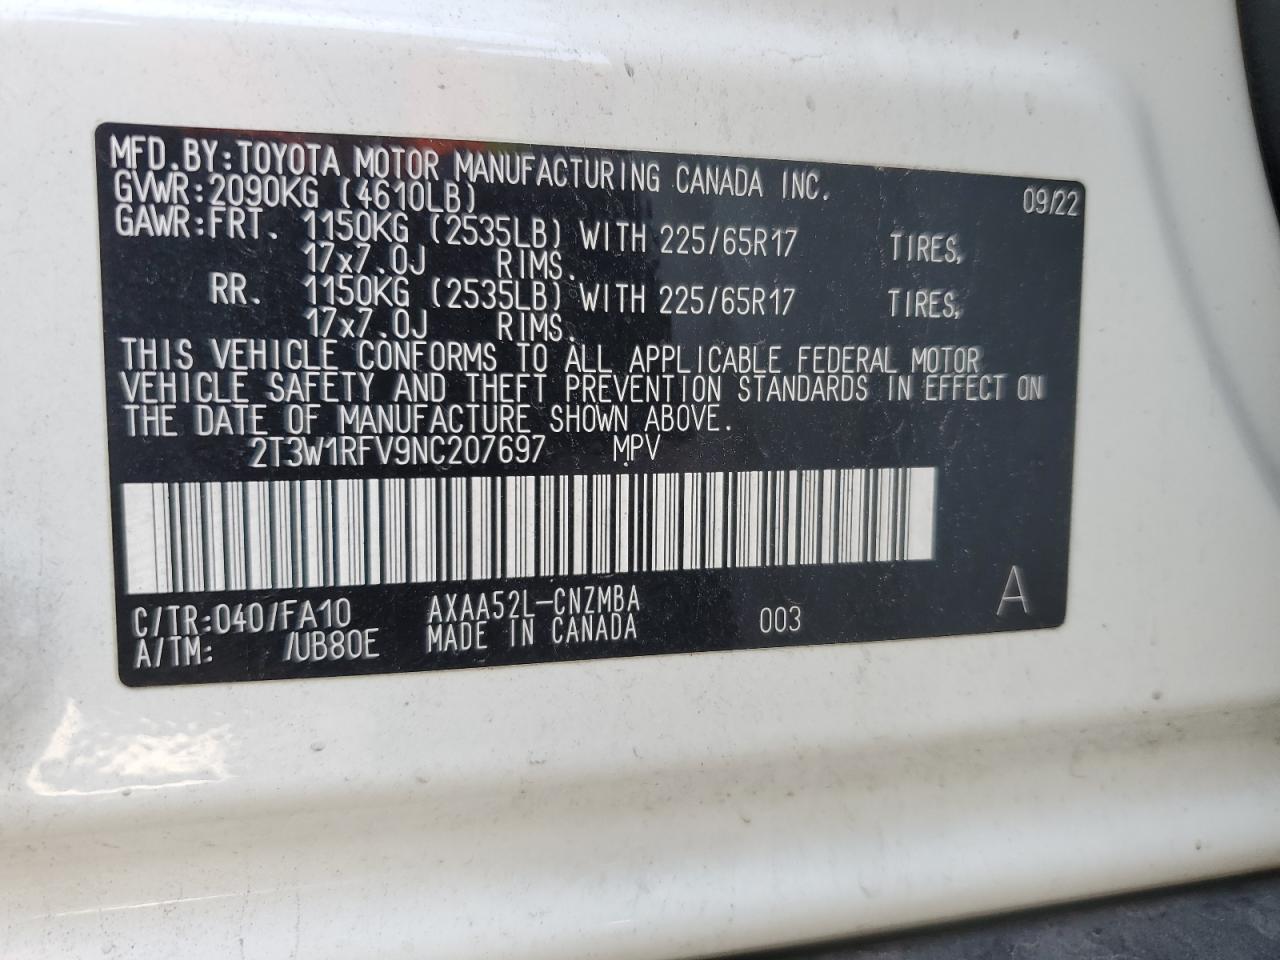 MFD.BY:TOYOTA MOTOR MANUFACTURING CANADA INC.
GVWR:2090KG (4610LB) 09/22
GAWR:FRT. 1150KG (2535LB) WITH 225/65R17 TIRES,
17x7.0J RIMS.
RR. 1150KG (2535LB) WITH 225/65R17 TIRES,
17x7.0J RIMS.
THIS VEHICLE CONFORMS TO ALL APPLICABLE FEDERAL MOTOR
VEHICLE SAFETY AND THEFT PREVENTION STANDARDS IN EFFECT ON
THE DATE OF MANUFACTURE SHOWN ABOVE.
2T3W1RFV9NC207697 MPV
C/TR:040/FA10 AXAA52L-CNZMBA 003 A
A/TM: /UB80E MADE IN CANADA